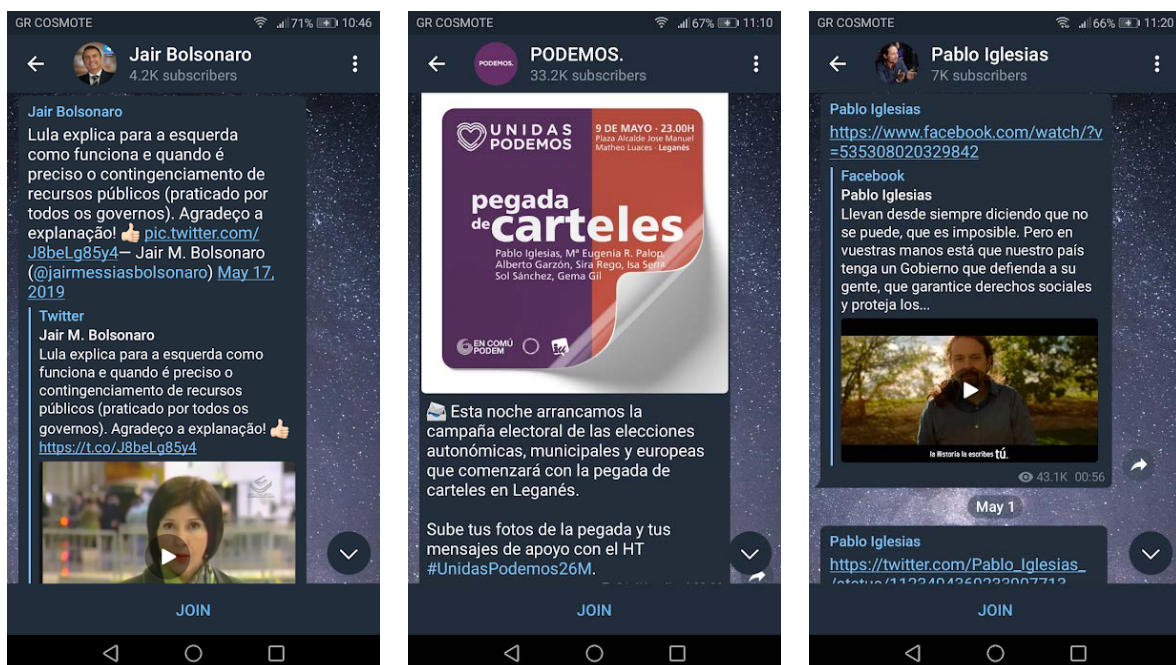 GR COSMOTE
71% 10:46
Jair Bolsonaro
4.2K subscribers
Jair Bolsonaro
Lula explica para a esquerda
como funciona e quando é
preciso o contingenciamento de
recursos públicos (praticado por
todos os governos). Agradeço a
explanação! 👍🏻 pic.twitter.com/
J8beLg85y4— Jair M. Bolsonaro
(@jairmessiasbolsonaro) May 17,
2019
Twitter
Jair M. Bolsonaro
Lula explica para a esquerda como
funciona e quando é preciso o
contingenciamento de recursos
públicos (praticado por todos os
governos). Agradeço a explanação! 👍🏻
https://t.co/J8beLg85y4
JOIN
GR COSMOTE
67% 11:10
PODEMOS.
PODEMOS.
33.2K subscribers
UNIDAS
PODEMOS
9 DE MAYO · 23.00H
Plaza Alcalde Jose Manuel
Matheo Luaces · Leganés
pegada
de carteles
Pablo Iglesias, Mª Eugenia R. Palop,
Alberto Garzón, Sira Rego, Isa Serra
Sol Sánchez, Gema Gil
EN COMÚ
PODEM
iu
📨 Esta noche arrancamos la
campaña electoral de las elecciones
autonómicas, municipales y europeas
que comenzará con la pegada de
carteles en Leganés.
Sube tus fotos de la pegada y tus
mensajes de apoyo con el HT
#UnidasPodemos26M.
JOIN
GR COSMOTE
66% 11:20
Pablo Iglesias
7K subscribers
Pablo Iglesias
https://www.facebook.com/watch/?v
=535308020329842
Facebook
Pablo Iglesias
Llevan desde siempre diciendo que no
se puede, que es imposible. Pero en
vuestras manos está que nuestro país
tenga un Gobierno que defienda a su
gente, que garantice derechos sociales
y proteja los...
la Historia la escribes tú.
43.1K 00:56
May 1
Pablo Iglesias
https://twitter.com/Pablo_Iglesias_
JOIN